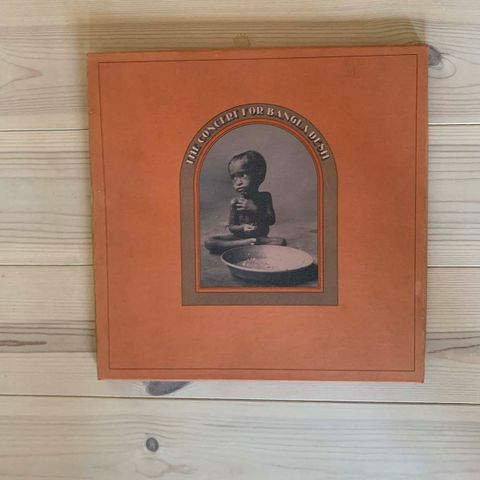 THE CONCERT FOR BANGLA DESH